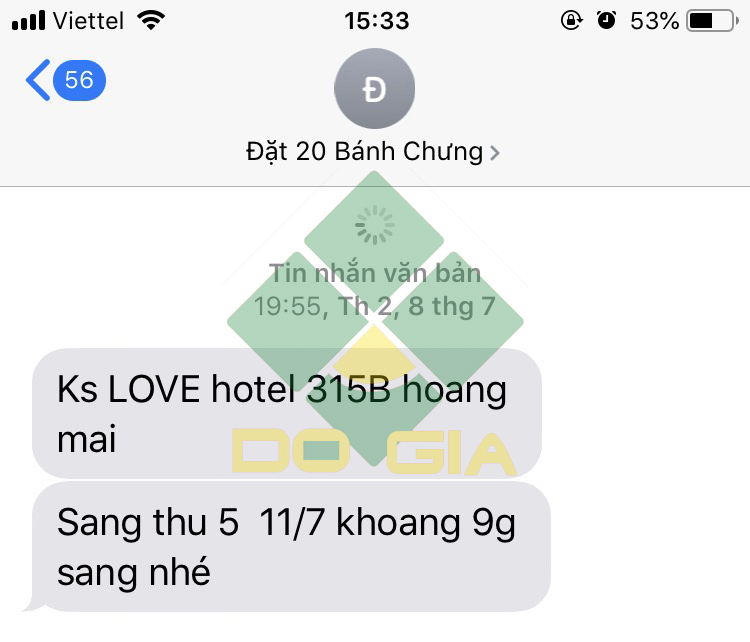 Viettel 15:33 53%
56
Đ
Đặt 20 Bánh Chưng
Tin nhắn văn bản
19:55, Th 2, 8 thg 7
Ks LOVE hotel 315B hoang
mai
DO GIA
Sang thu 5  11/7 khoang 9g
sang nhé